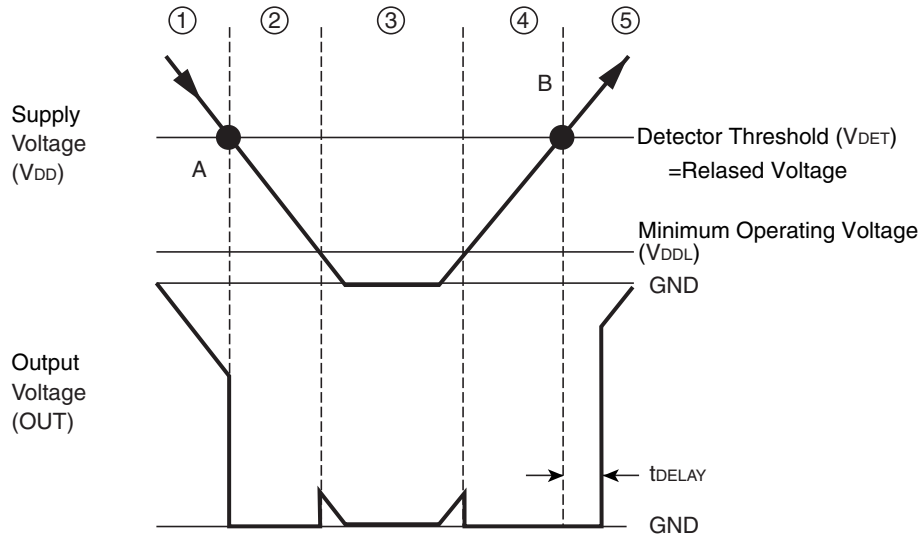 ① ② ③ ④ ⑤
Supply
Voltage
(VDD)
A
B
Detector Threshold (VDET)
=Relased Voltage
Minimum Operating Voltage
(VDDL)
GND
Output
Voltage
(OUT)
tDELAY
GND